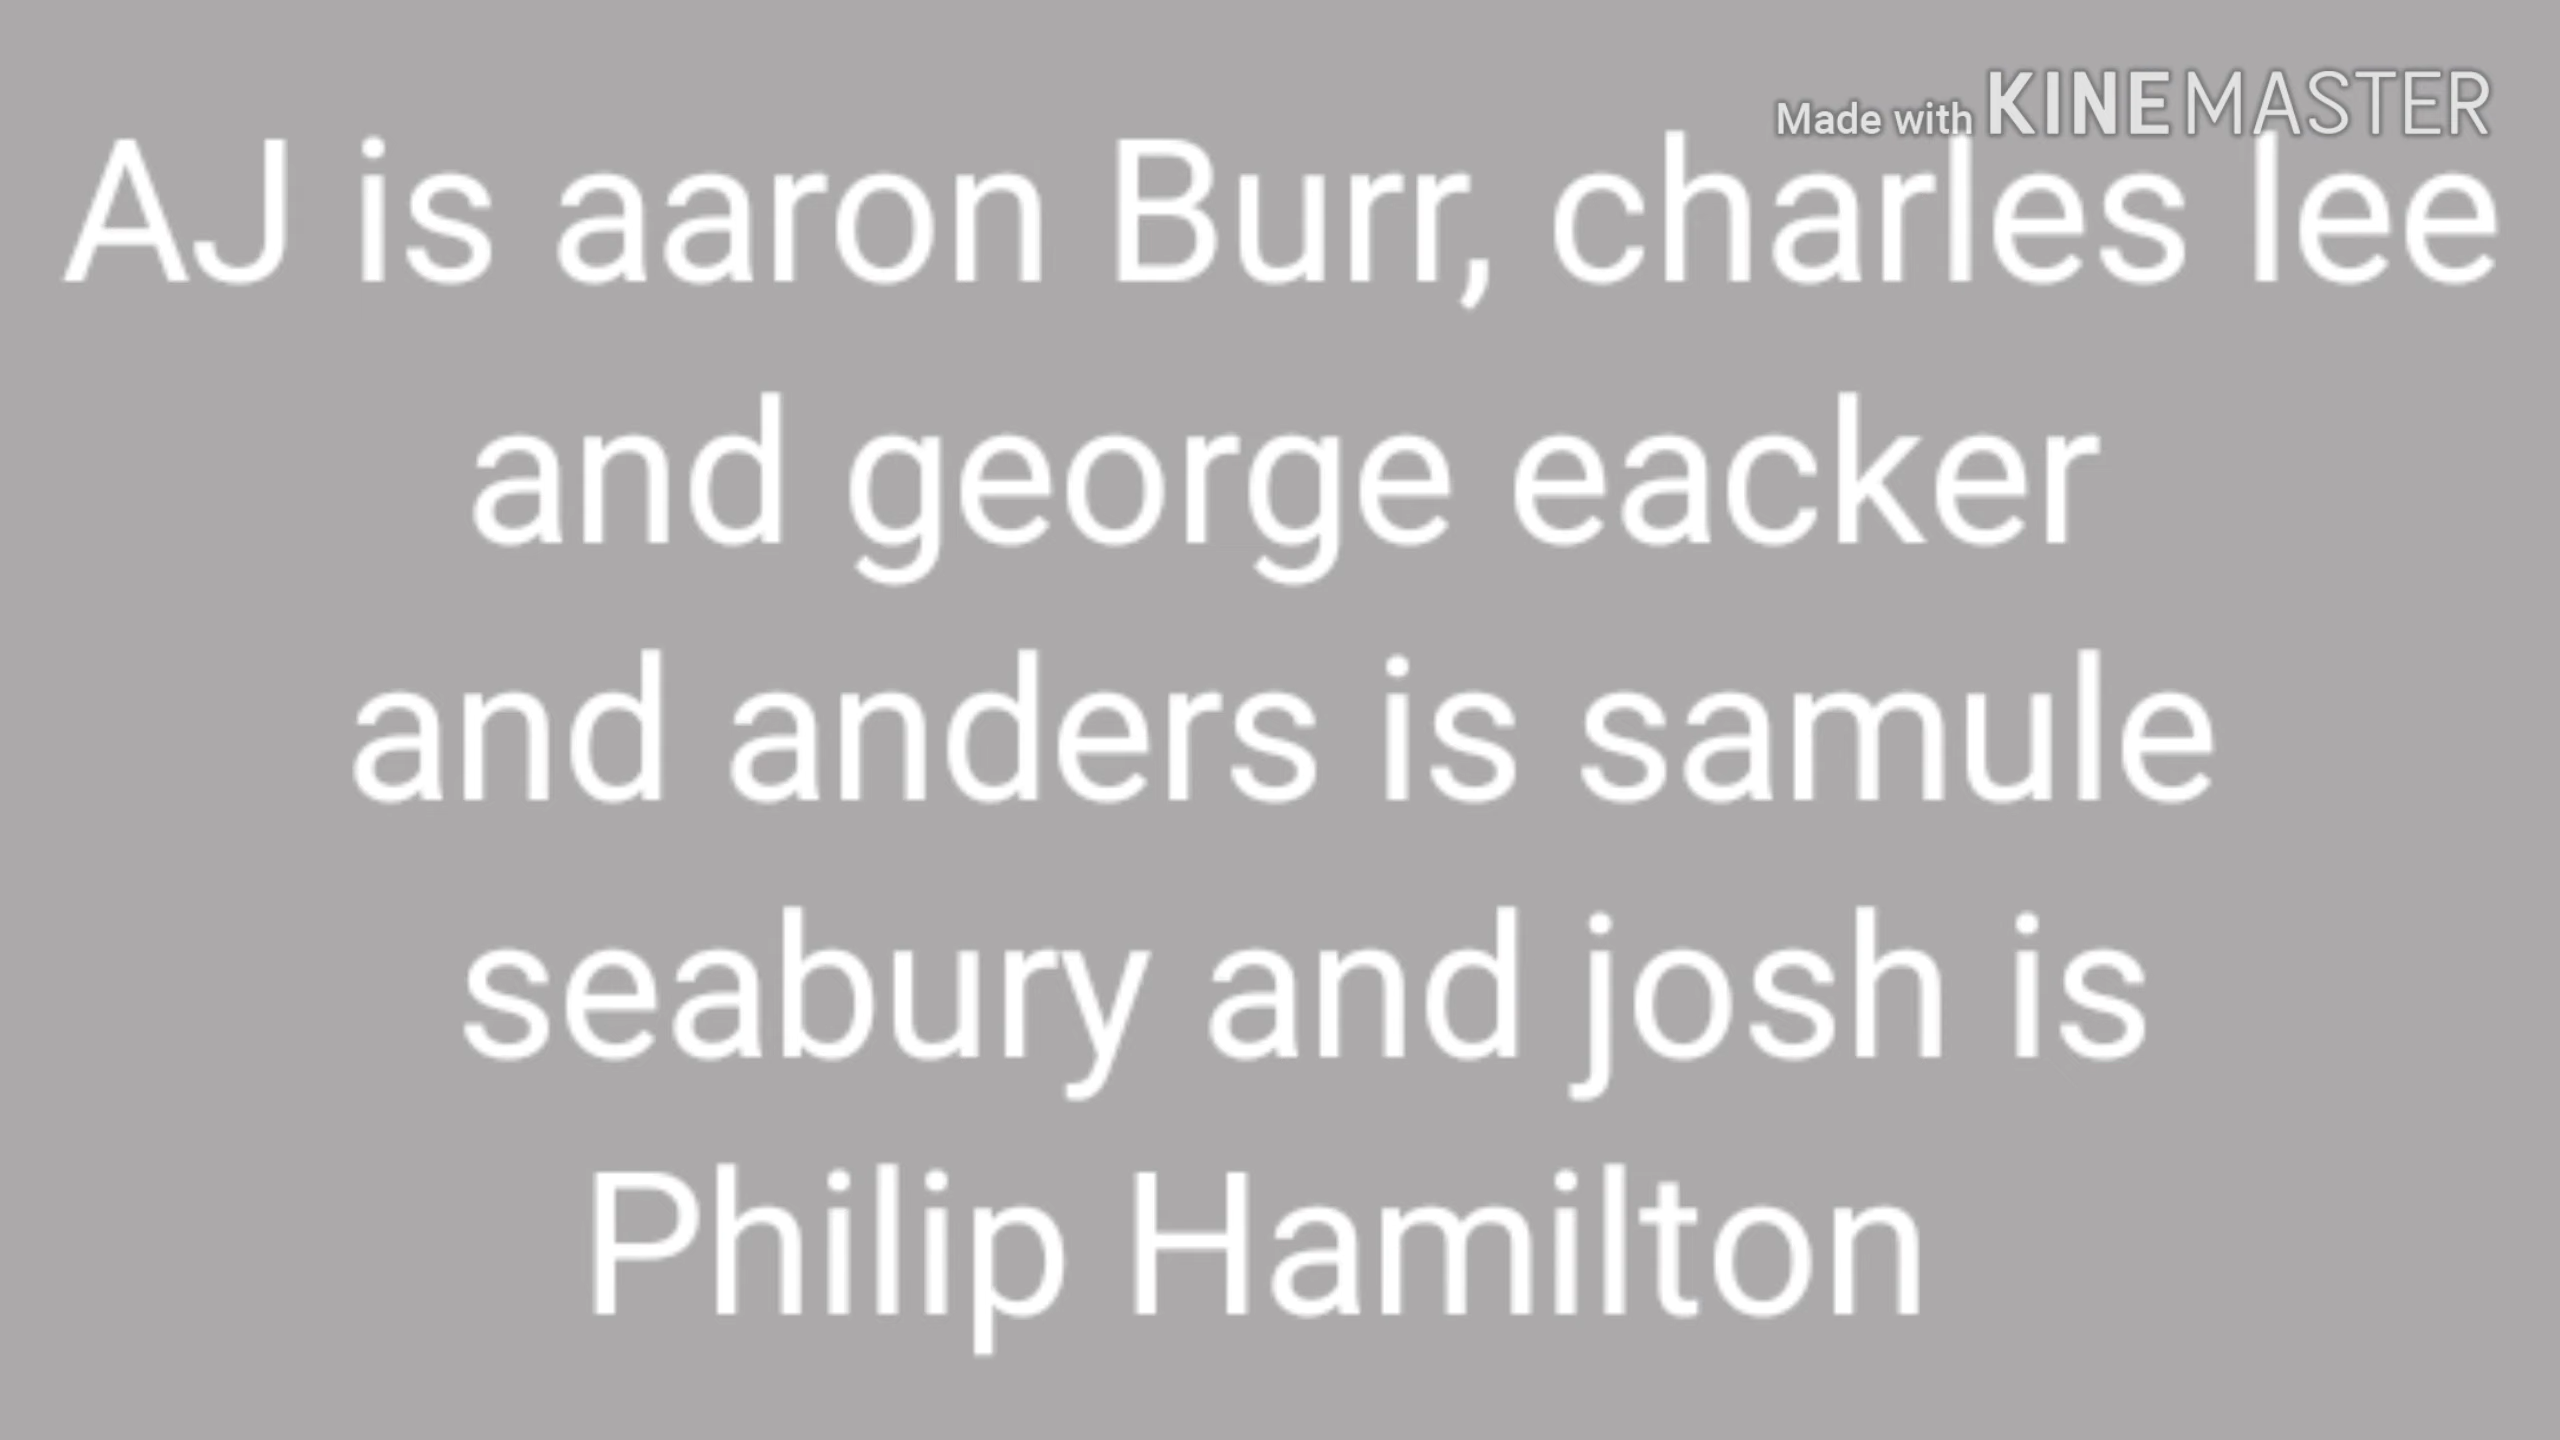 Made with KINEMASTER
AJ is aaron Burr, charles lee
and george eacker
and anders is samule
seabury and josh is
Philip Hamilton